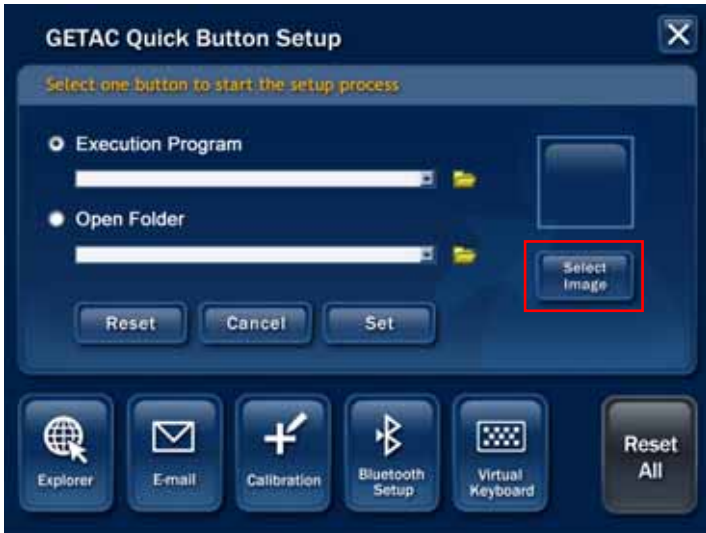 GETAC Quick Button Setup
Select one button to start the setup process
Execution Program
Open Folder
Select
Image
Reset
Cancel
Set
Explorer
E-mail
Calibration
Bluetooth
Setup
Virtual
Keyboard
Reset
All